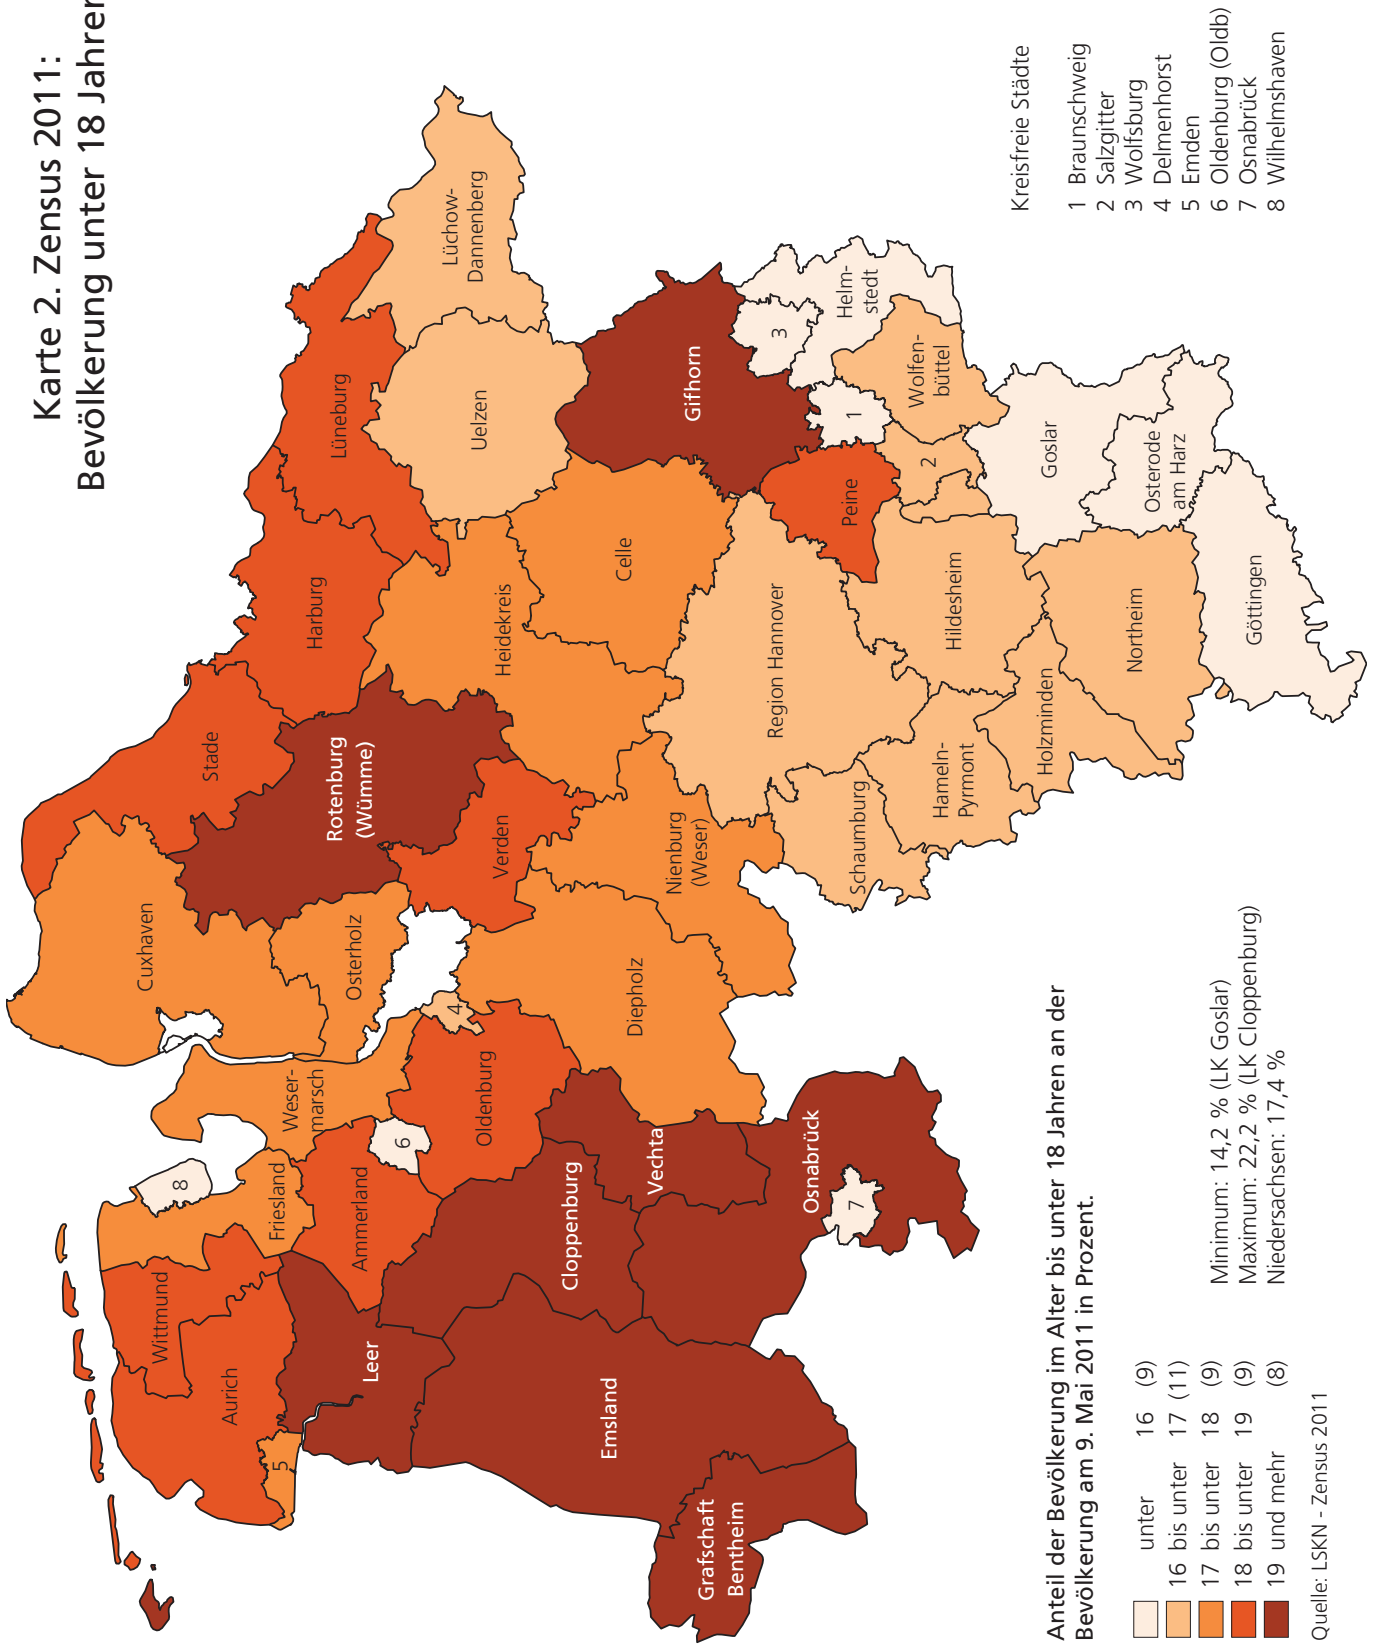 Karte 2. Zensus 2011:
Bevölkerung unter 18 Jahren
Cuxhaven
Stade
Harburg
Lüneburg
Lüchow-
Dannenberg
Uelzen
Rotenburg
(Wümme)
Osterholz
Weser-
marsch
8
Friesland
Wittmund
Aurich
5
Leer
Ammerland
6
Oldenburg
4
Verden
Heidekreis
Celle
Gifhorn
3
Helm-
stedt
1
Wolfen-
büttel
2
Peine
Region Hannover
Nienburg
(Weser)
Diepholz
Vechta
Cloppenburg
Emsland
Grafschaft
Bentheim
Osnabrück
7
Schaumburg
Hameln-
Pyrmont
Hildesheim
Holzminden
Northeim
Goslar
Osterode
am Harz
Göttingen
Kreisfreie Städte
1 Braunschweig
2 Salzgitter
3 Wolfsburg
4 Delmenhorst
5 Emden
6 Oldenburg (Oldb)
7 Osnabrück
8 Wilhelmshaven
Anteil der Bevölkerung im Alter bis unter 18 Jahren an der
Bevölkerung am 9. Mai 2011 in Prozent.
unter 16 (9)
16 bis unter 17 (11)
17 bis unter 18 (9)
18 bis unter 19 (9)
19 und mehr (8)
Minimum: 14,2 % (LK Goslar)
Maximum: 22,2 % (LK Cloppenburg)
Niedersachsen: 17,4 %
Quelle: LSKN - Zensus 2011